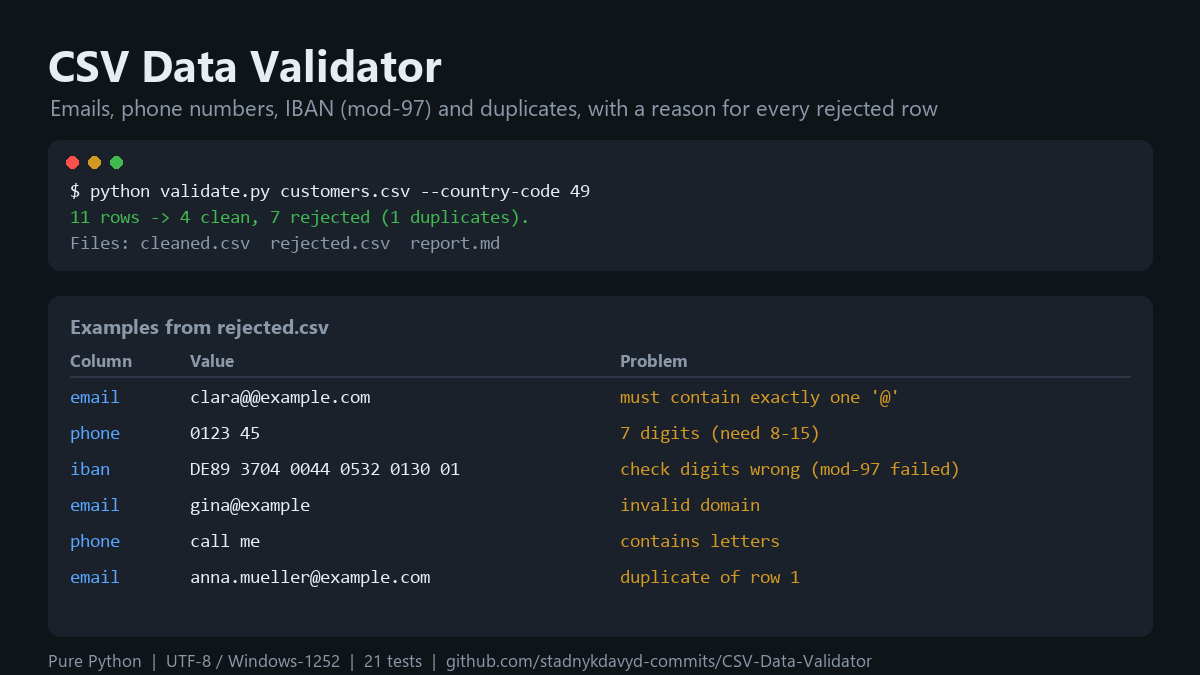 CSV Data Validator
Emails, phone numbers, IBAN (mod-97) and duplicates, with a reason for every rejected row
$ python validate.py customers.csv --country-code 49
11 rows -> 4 clean, 7 rejected (1 duplicates).
Files: cleaned.csv  rejected.csv  report.md
Examples from rejected.csv
Column Value Problem
email clara@@example.com must contain exactly one '@'
phone 0123 45 7 digits (need 8-15)
iban DE89 3704 0044 0532 0130 01 check digits wrong (mod-97 failed)
email gina@example invalid domain
phone call me contains letters
email anna.mueller@example.com duplicate of row 1
Pure Python | UTF-8 / Windows-1252 | 21 tests | github.com/stadnykdavyd-commits/CSV-Data-Validator